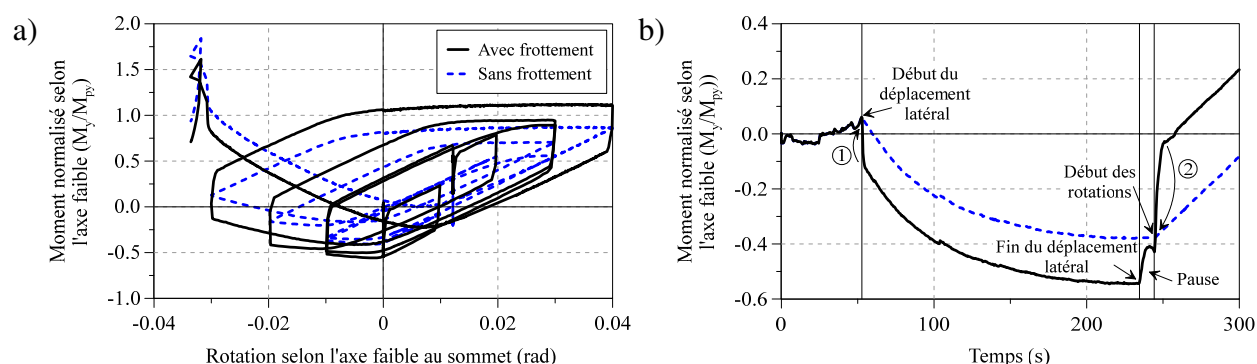 a)
Moment normalisé selon
l'axe faible (My/Mpy)
2.0
1.5
1.0
0.5
0.0
-0.5
-1.0
Avec frottement
Sans frottement
-0.04
-0.02
0
0.02
0.04
Rotation selon l'axe faible au sommet (rad)
b)
Moment normalisé selon
l'axe faible (My/Mpy))
0.4
0.2
0.0
-0.2
-0.4
-0.6
Début du
déplacement
latéral
①
②
Début des
rotations
Fin du déplacement
latéral
Pause
0
100
200
300
Temps (s)